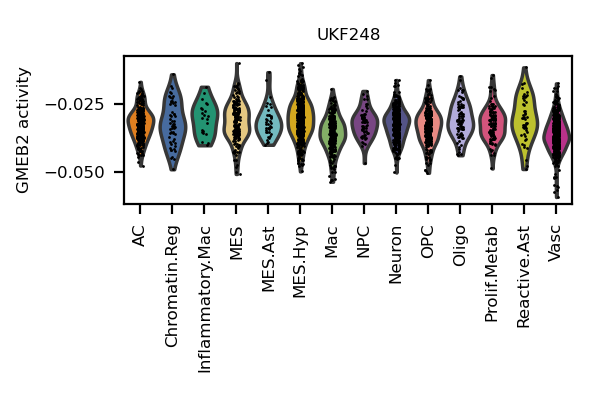 UKF248
GMEB2 activity
−0.025
−0.050
AC
Chromatin.Reg
Inflammatory.Mac
MES
MES.Ast
MES.Hyp
Mac
NPC
Neuron
OPC
Oligo
Prolif.Metab
Reactive.Ast
Vasc